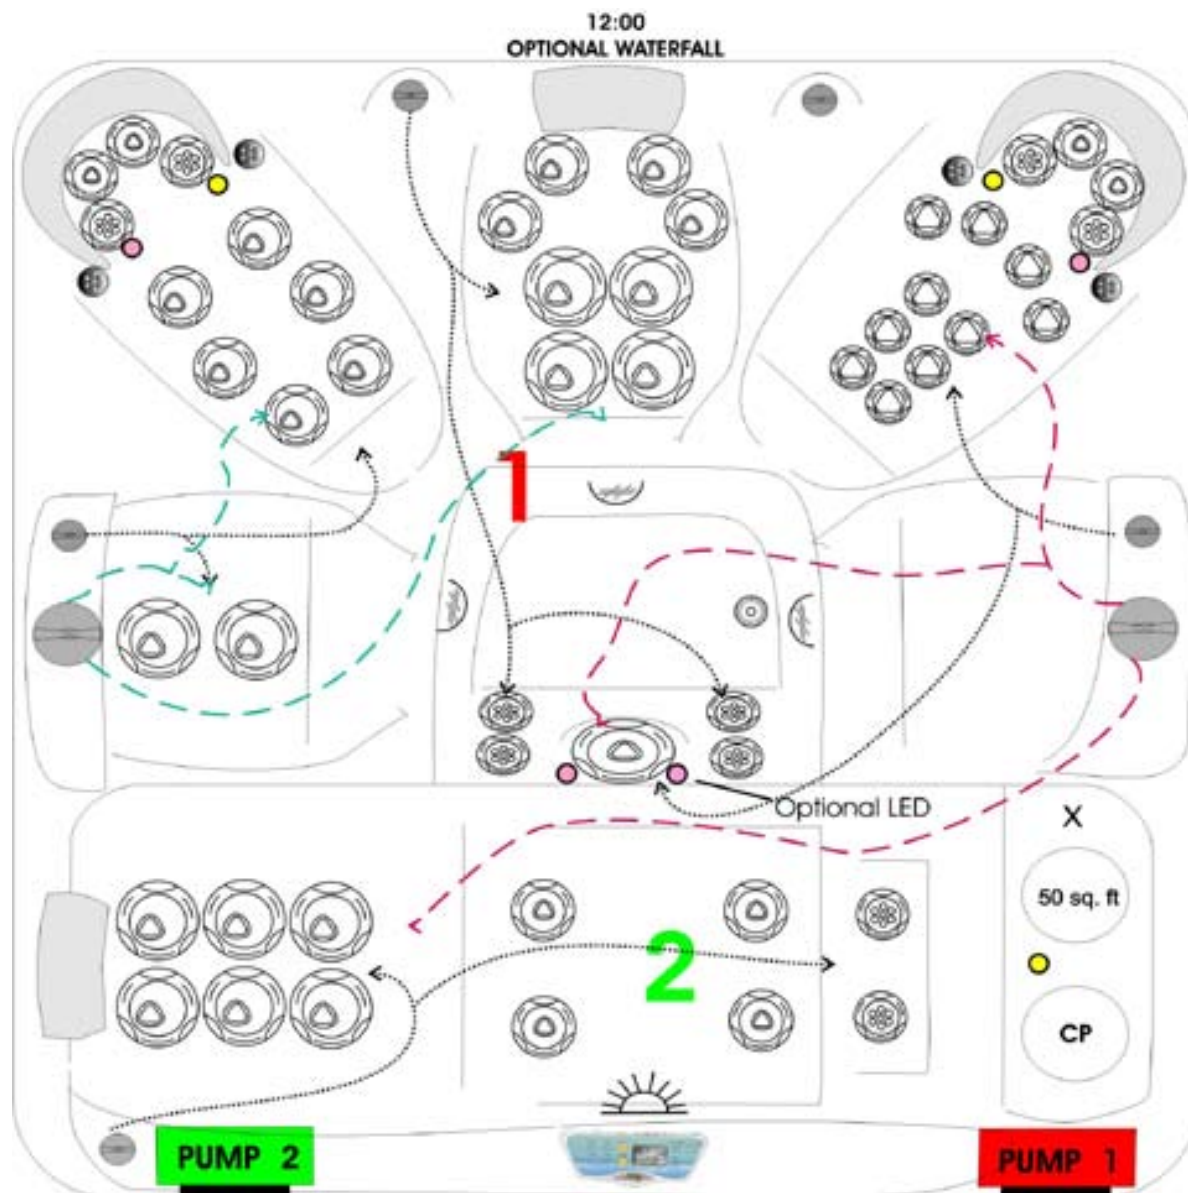 12:00
OPTIONAL WATERFALL
1
Optional LED
X
50 sq. ft
2
CP
PUMP 2
PUMP 1